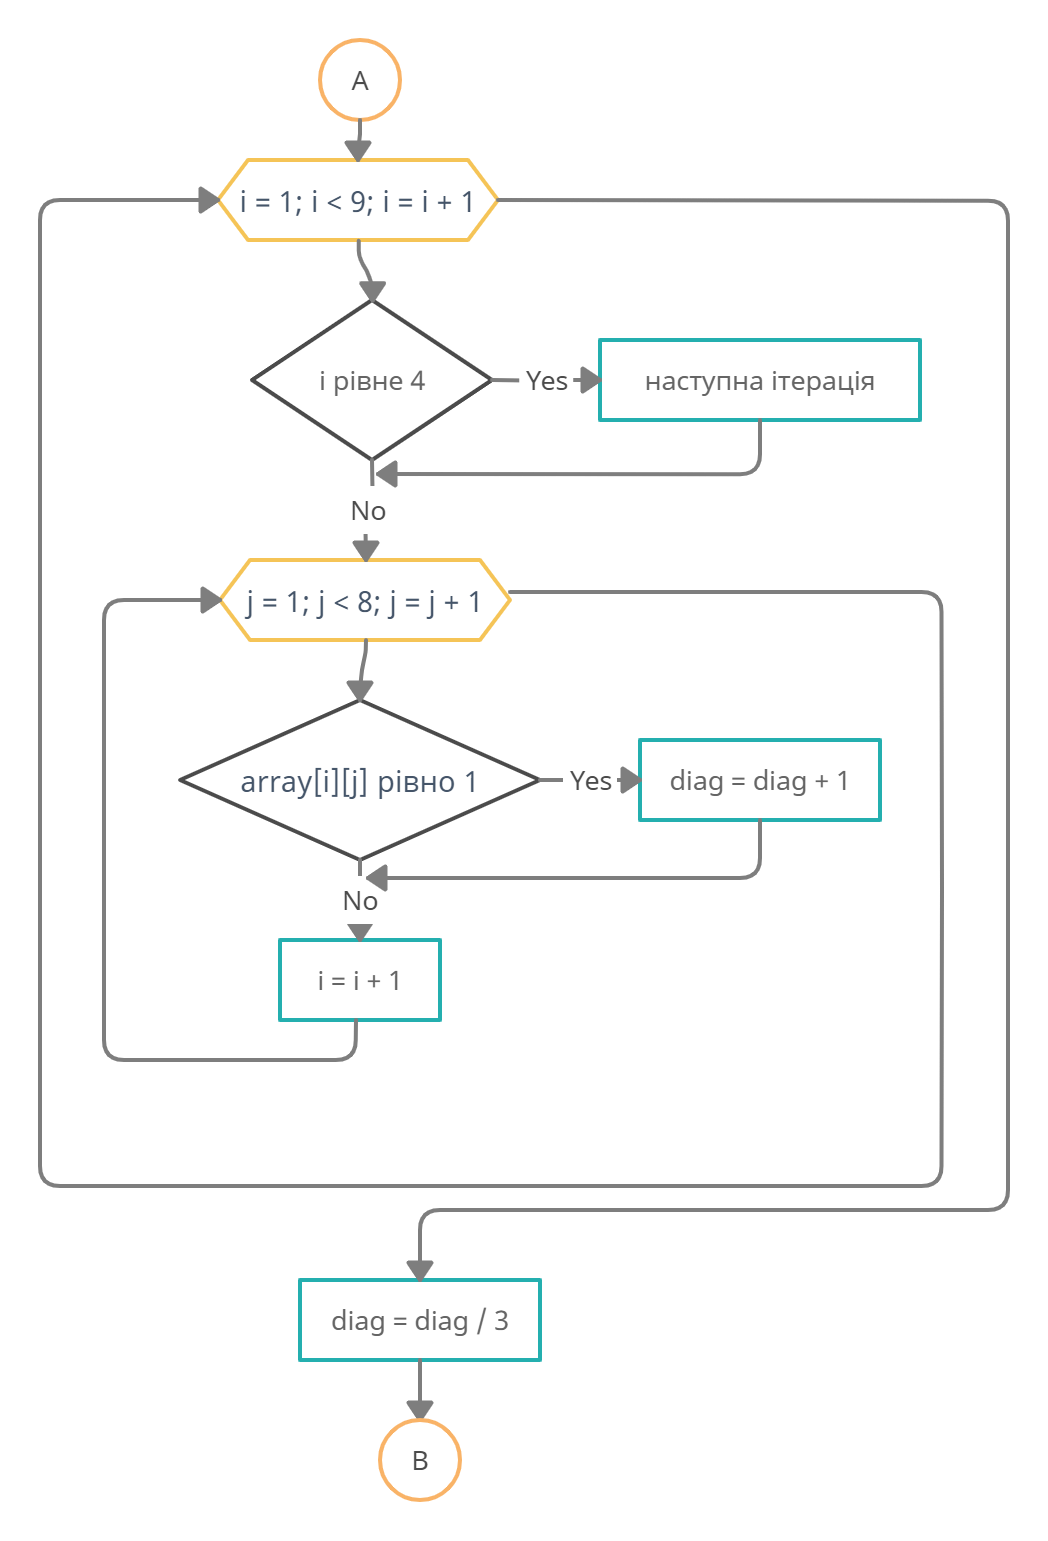 A
i = 1; i < 9; i = i + 1
і рівне 4
Yes
наступна ітерація
No
j = 1; j < 8; j = j + 1
array[i][j] рівно 1
Yes
diag = diag + 1
No
i = i + 1
diag = diag / 3
B